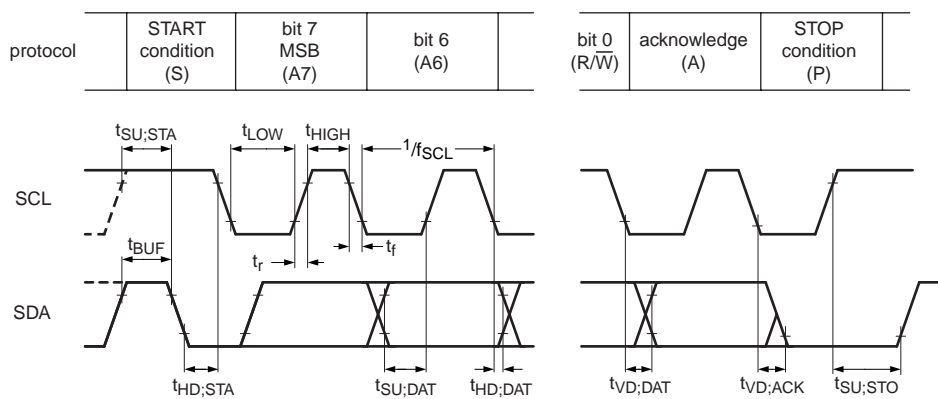 protocol
START
condition
(S)
bit 7
MSB
(A7)
bit 6
(A6)
bit 0
(R/W̅)
acknowledge
(A)
STOP
condition
(P)
tSU;STA
tLOW
tHIGH
1/fSCL
SCL
tBUF
tr
tf
SDA
tHD;STA
tSU;DAT
tHD;DAT
tVD;DAT
tVD;ACK
tSU;STO